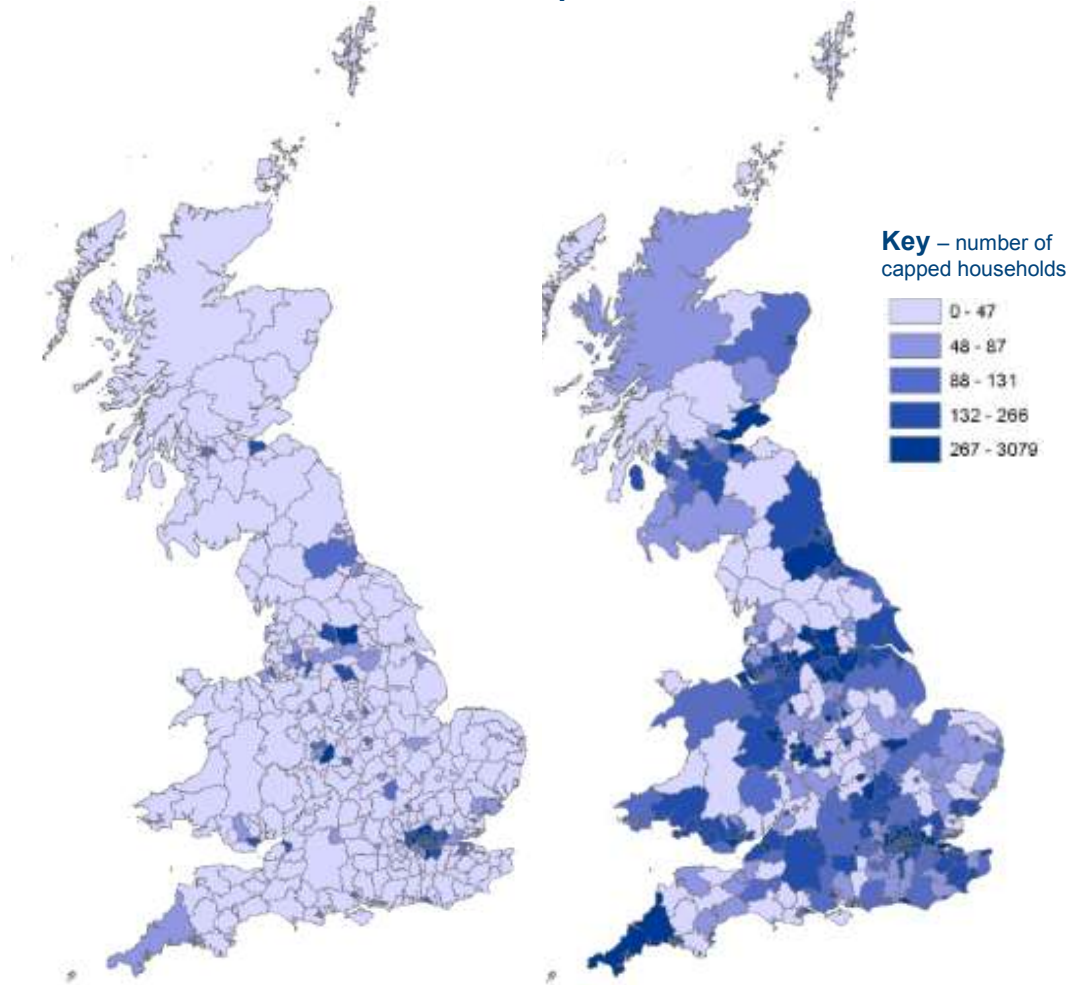 Key – number of
capped households
0 - 47
48 - 87
88 - 131
132 - 266
267 - 3079